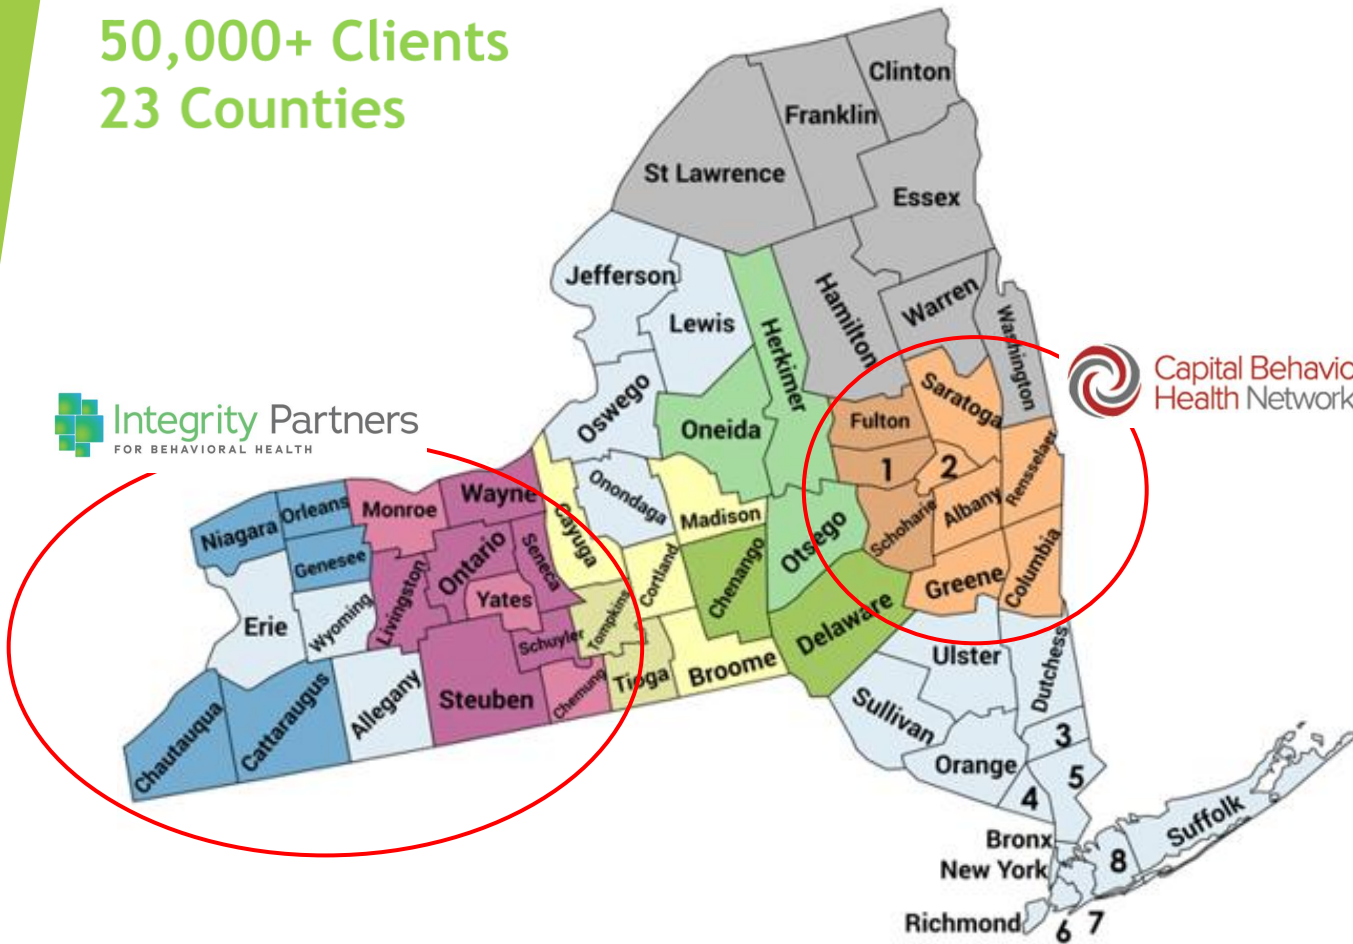 50,000+ Clients
23 Counties
Clinton
Franklin
St Lawrence
Essex
Jefferson
Lewis
Herkimer
Hamilton
Warren
Washington
Integrity Partners
FOR BEHAVIORAL HEALTH
Capital Behavio
Health Network
Oswego
Oneida
Fulton
Saratoga
1
2
Rensselaer
Niagara
Orleans
Monroe
Wayne
Cayuga
Onondaga
Madison
Otsego
Schoharie
Albany
Genesee
Livingston
Ontario
Seneca
Yates
Cortland
Chenango
Greene
Columbia
Erie
Wyoming
Schuyler
Tompkins
Delaware
Chautauqua
Cattaraugus
Allegany
Steuben
Chemung
Tioga
Broome
Ulster
Dutchess
Sullivan
Orange
3
4
5
Bronx
New York
8
Suffolk
Richmond
6
7